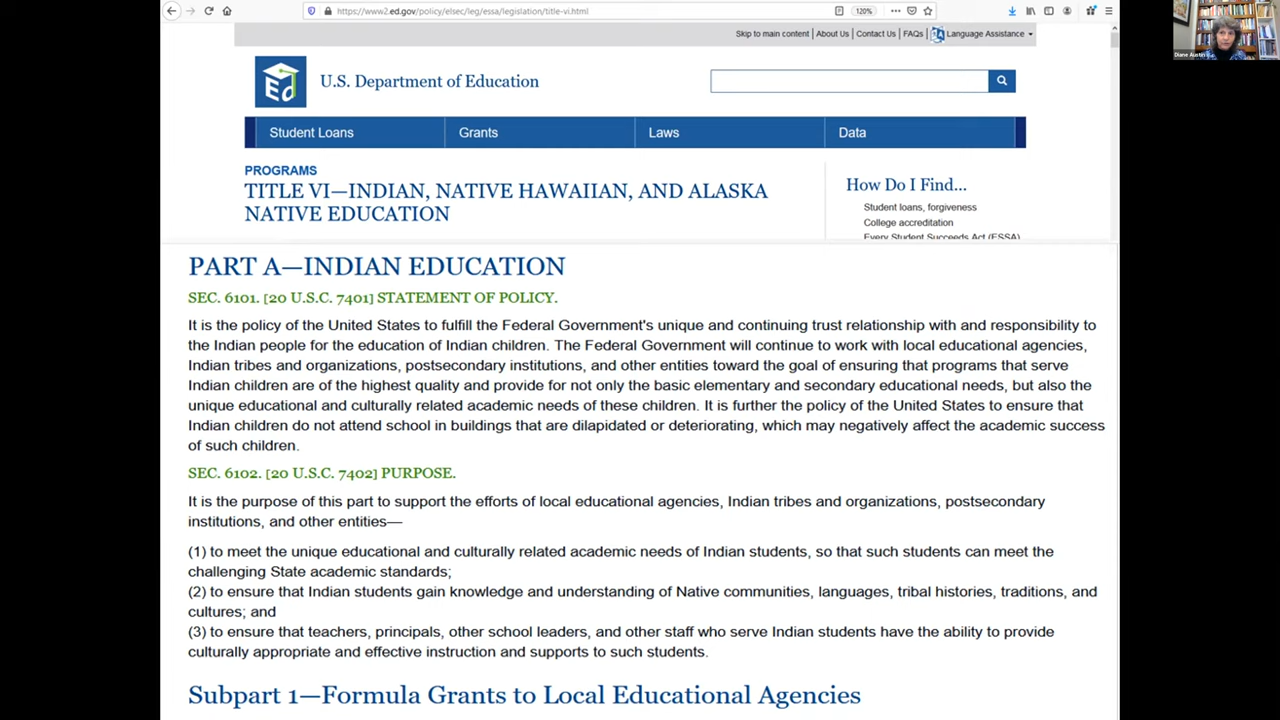 https://www2.ed.gov/policy/elsec/leg/essa/legislation/title-vi.html
120%
Skip to main content | About Us | Contact Us | FAQs | Language Assistance
Ed
U.S. Department of Education
Student Loans
Grants
Laws
Data
PROGRAMS
TITLE VI—INDIAN, NATIVE HAWAIIAN, AND ALASKA
NATIVE EDUCATION
How Do I Find...
Student loans, forgiveness
College accreditation
Every Student Succeeds Act (ESSA)
PART A—INDIAN EDUCATION
SEC. 6101. [20 U.S.C. 7401] STATEMENT OF POLICY.
It is the policy of the United States to fulfill the Federal Government's unique and continuing trust relationship with and responsibility to
the Indian people for the education of Indian children. The Federal Government will continue to work with local educational agencies,
Indian tribes and organizations, postsecondary institutions, and other entities toward the goal of ensuring that programs that serve
Indian children are of the highest quality and provide for not only the basic elementary and secondary educational needs, but also the
unique educational and culturally related academic needs of these children. It is further the policy of the United States to ensure that
Indian children do not attend school in buildings that are dilapidated or deteriorating, which may negatively affect the academic success
of such children.
SEC. 6102. [20 U.S.C. 7402] PURPOSE.
It is the purpose of this part to support the efforts of local educational agencies, Indian tribes and organizations, postsecondary
institutions, and other entities—
(1) to meet the unique educational and culturally related academic needs of Indian students, so that such students can meet the
challenging State academic standards;
(2) to ensure that Indian students gain knowledge and understanding of Native communities, languages, tribal histories, traditions, and
cultures; and
(3) to ensure that teachers, principals, other school leaders, and other staff who serve Indian students have the ability to provide
culturally appropriate and effective instruction and supports to such students.
Subpart 1—Formula Grants to Local Educational Agencies
Diane Austin